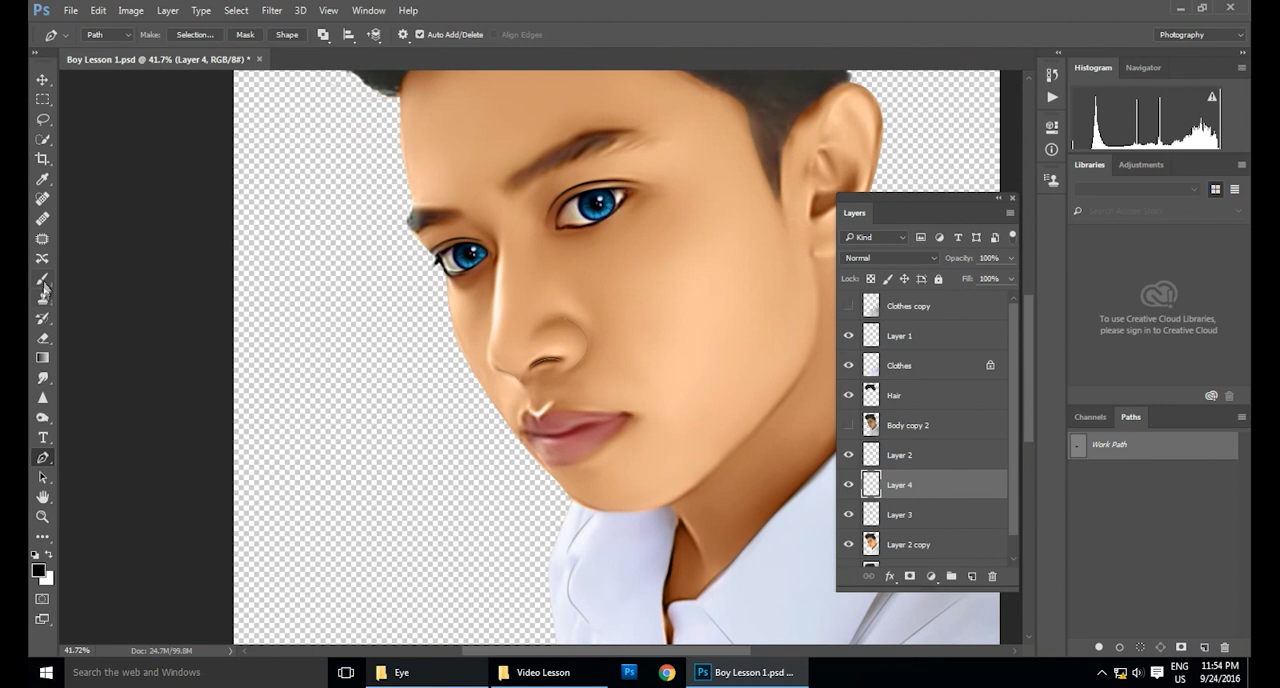 Ps File Edit Image Layer Type Select Filter 3D View Window Help
Path Make: Selection... Mask Shape Auto Add/Delete Align Edges Photography
Boy Lesson 1.psd @ 41.7% (Layer 4, RGB/8#) *
Histogram Navigator
Libraries Adjustments
To use Creative Cloud Libraries,
please sign in to Creative Cloud
Channels Paths
Work Path
Layers
Kind
Normal Opacity: 100%
Lock: Fill: 100%
Clothes copy
Layer 1
Clothes
Hair
Body copy 2
Layer 2
Layer 4
Layer 3
Layer 2 copy
fx
41.72% Doc: 24.7M/99.8M
Search the web and Windows Eye Video Lesson Ps Ps Boy Lesson 1.psd ... ENG 11:54 PM
US 9/24/2016